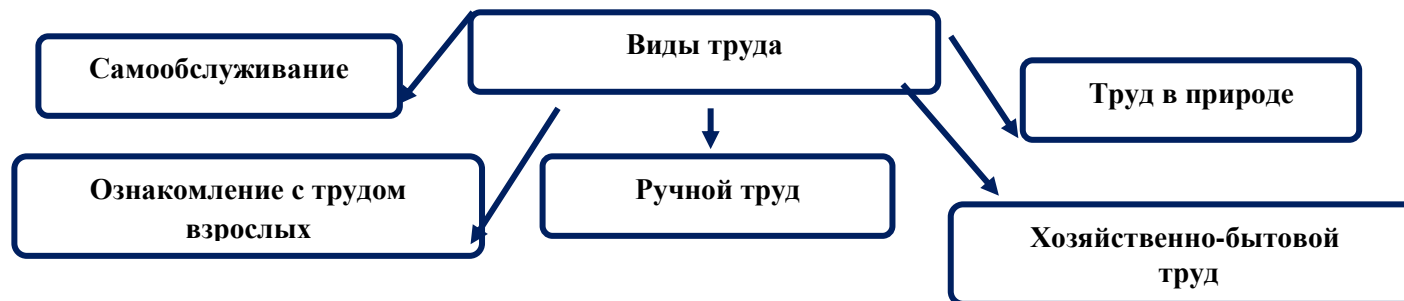 Виды труда
Самообслуживание
Труд в природе
Ознакомление с трудом
взрослых
Ручной труд
Хозяйственно-бытовой
труд